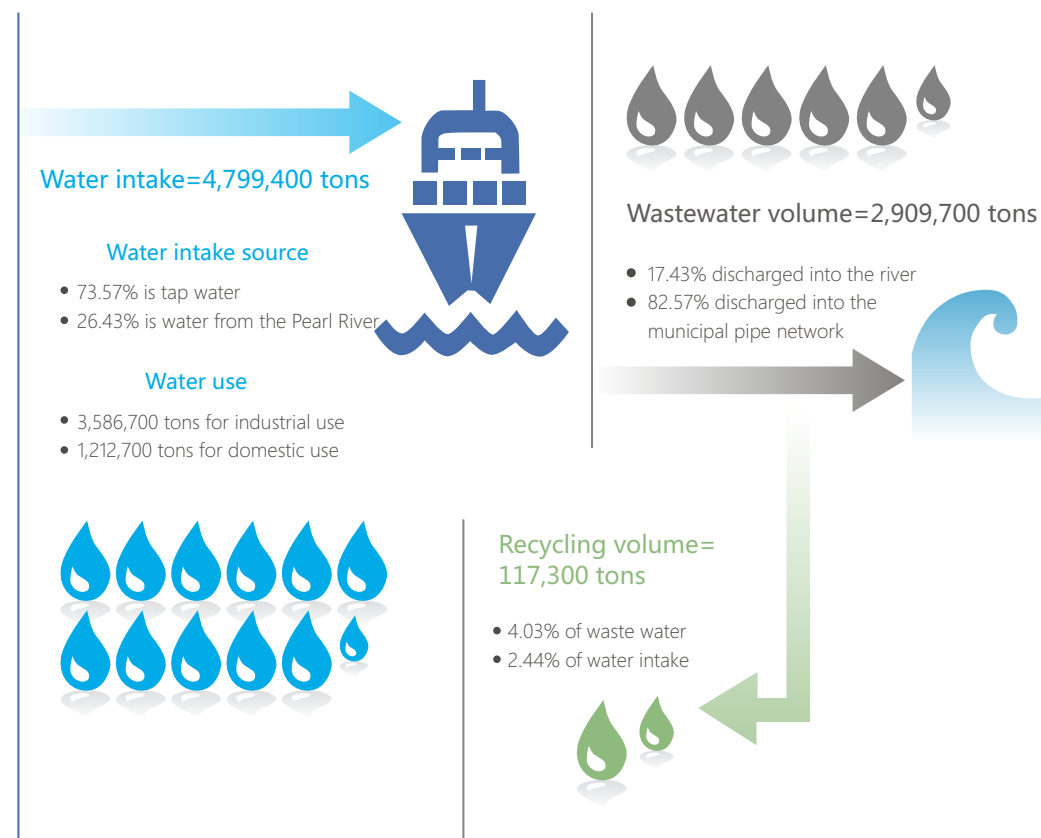 Water intake=4,799,400 tons
Water intake source
• 73.57% is tap water
• 26.43% is water from the Pearl River
Water use
• 3,586,700 tons for industrial use
• 1,212,700 tons for domestic use
Wastewater volume=2,909,700 tons
• 17.43% discharged into the river
• 82.57% discharged into the
municipal pipe network
Recycling volume=
117,300 tons
• 4.03% of waste water
• 2.44% of water intake